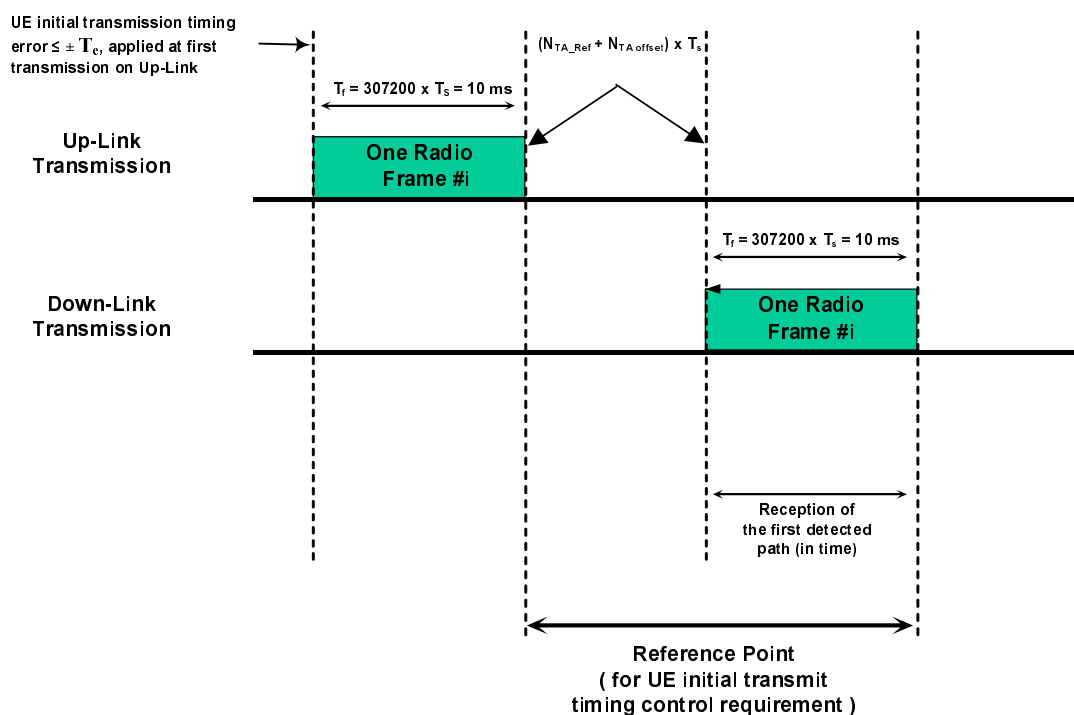 UE initial transmission timing
error ≤ ± Te, applied at first
transmission on Up-Link
(NTA_Ref + NTA offset) x Ts
Tf = 307200 x TS = 10 ms
Up-Link
Transmission
One Radio
Frame #i
Tf = 307200 x Ts = 10 ms
Down-Link
Transmission
One Radio
Frame #i
Reception of
the first detected
path (in time)
Reference Point
( for UE initial transmit
timing control requirement )